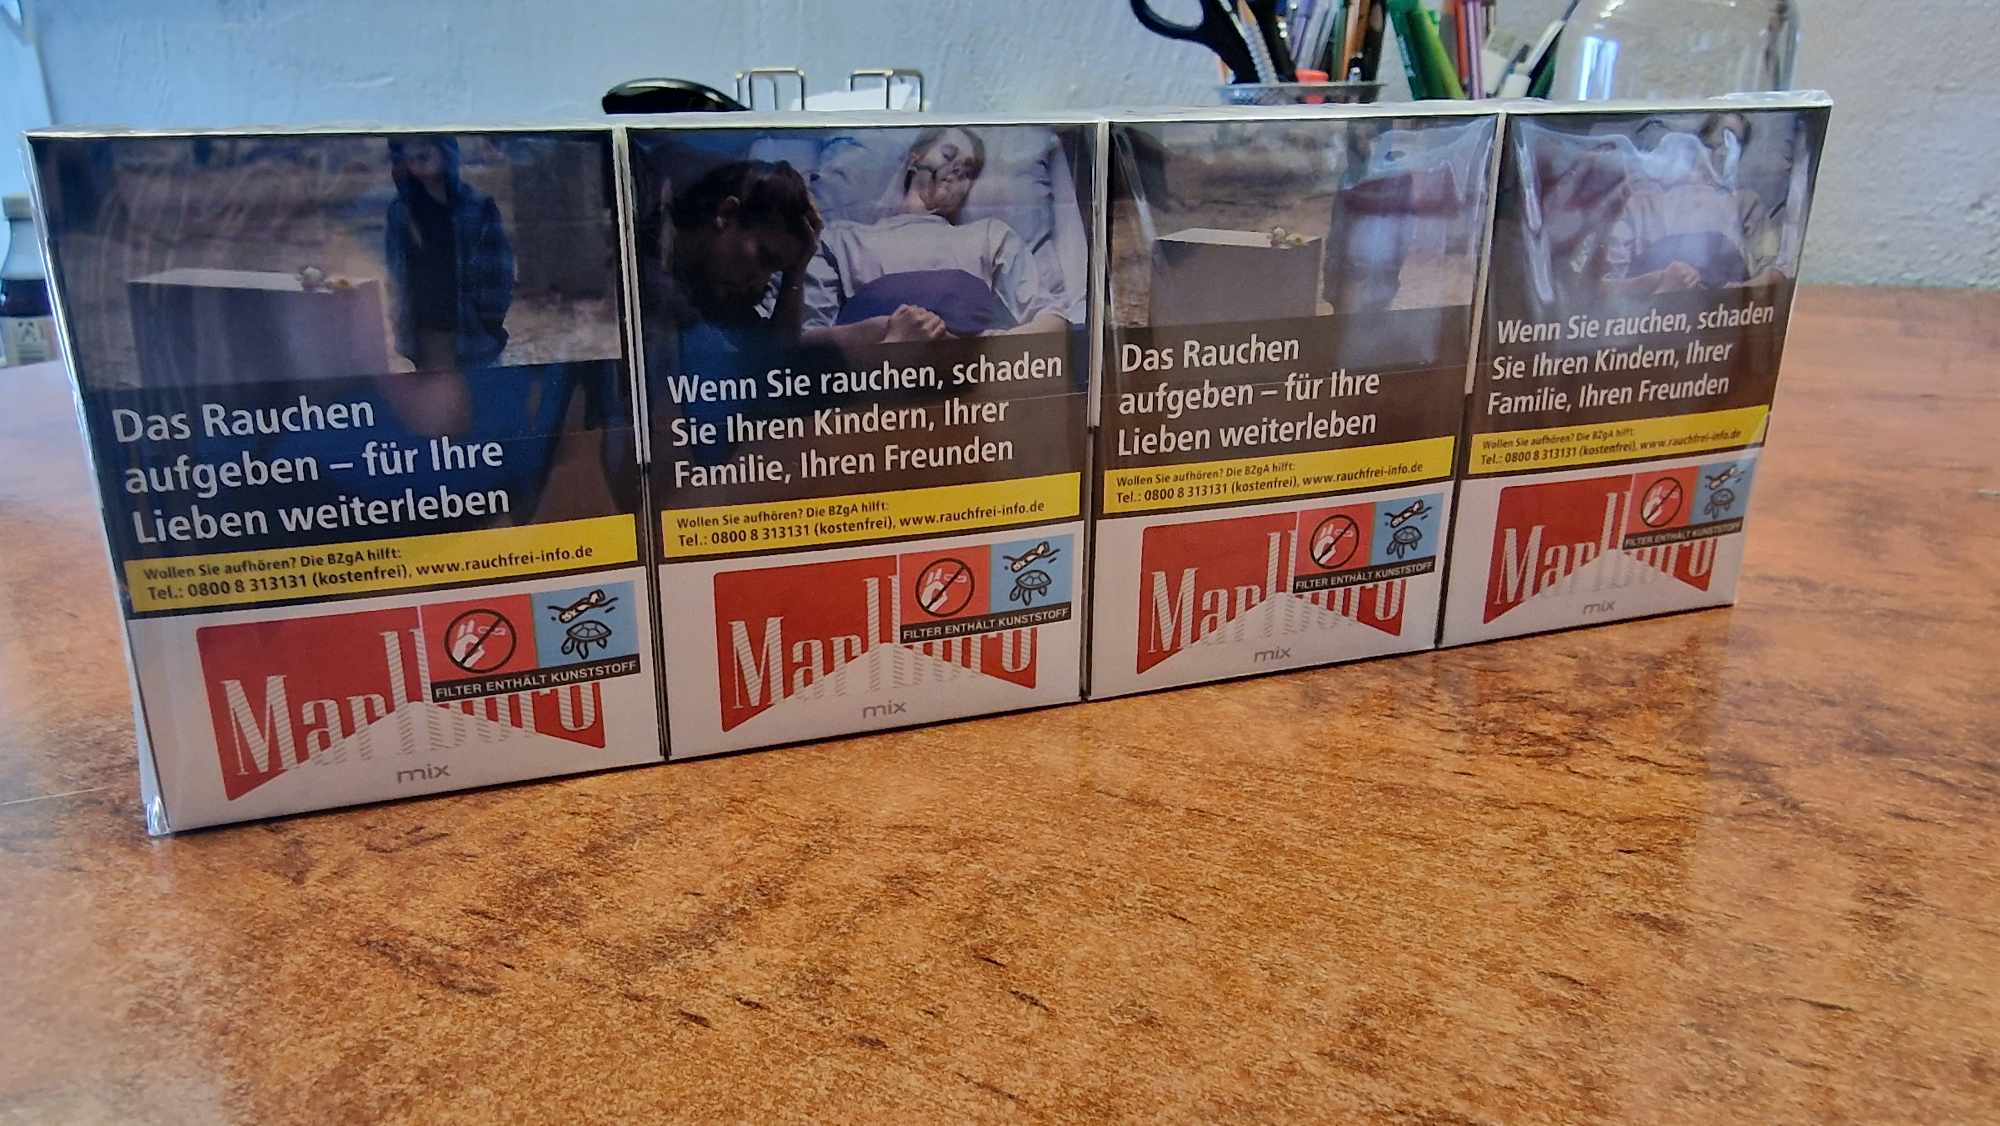 Das Rauchen
aufgeben – für Ihre
Lieben weiterleben
Wollen Sie aufhören? Die BZgA hilft:
Tel.: 0800 8 313131 (kostenfrei), www.rauchfrei-info.de
FILTER ENTHÄLT KUNSTSTOFF
Marlboro
mix
Wenn Sie rauchen, schaden
Sie Ihren Kindern, Ihrer
Familie, Ihren Freunden
Wollen Sie aufhören? Die BZgA hilft:
Tel.: 0800 8 313131 (kostenfrei), www.rauchfrei-info.de
FILTER ENTHÄLT KUNSTSTOFF
Marlboro
mix
Das Rauchen
aufgeben – für Ihre
Lieben weiterleben
Wollen Sie aufhören? Die BZgA hilft:
Tel.: 0800 8 313131 (kostenfrei), www.rauchfrei-info.de
FILTER ENTHÄLT KUNSTSTOFF
Marlboro
mix
Wenn Sie rauchen, schaden
Sie Ihren Kindern, Ihrer
Familie, Ihren Freunden
Wollen Sie aufhören? Die BZgA hilft:
Tel.: 0800 8 313131 (kostenfrei), www.rauchfrei-info.de
FILTER ENTHÄLT KUNSTSTOFF
Marlboro
mix